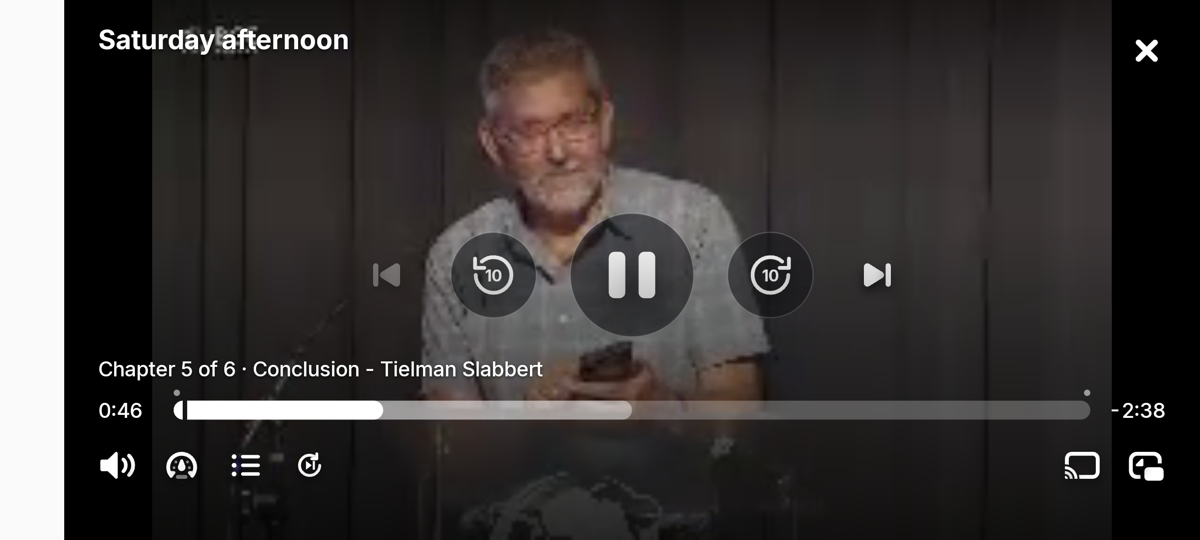 Saturday afternoon
10
10
Chapter 5 of 6 · Conclusion - Tielman Slabbert
0:46
-2:38